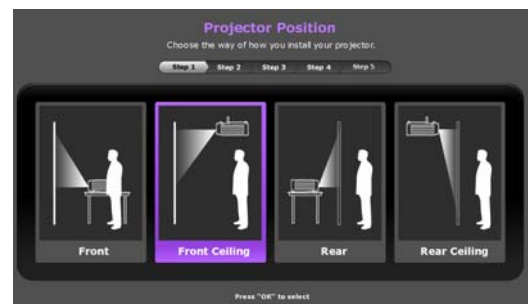 Projector Position
Choose the way of how you install your projector.
Step 1 Step 2 Step 3 Step 4 Step 5
Front Front Ceiling Rear Rear Ceiling
Press "OK" to select